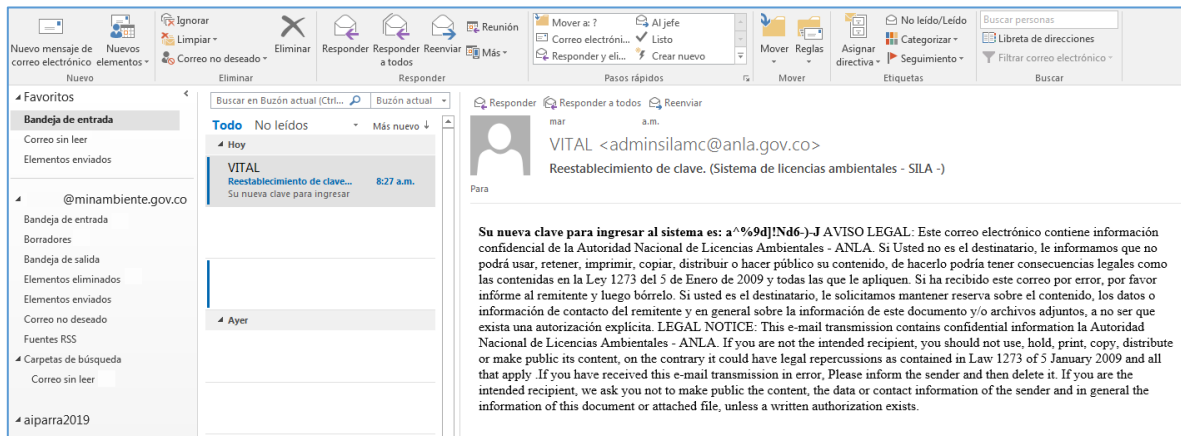 Nuevo mensaje de correo electrónico
Nuevos elementos
Nuevo
Ignorar
Limpiar
Correo no deseado
Eliminar
Eliminar
Responder
Responder a todos
Reenviar
Reunión
Más
Responder
Mover a: ?
Correo electróni...
Responder y eli...
Al jefe
Listo
Crear nuevo
Pasos rápidos
Mover
Reglas
Mover
Asignar directiva
No leído/Leído
Categorizar
Seguimiento
Etiquetas
Buscar personas
Libreta de direcciones
Filtrar correo electrónico
Buscar
Favoritos
Bandeja de entrada
Correo sin leer
Elementos enviados
@minambiente.gov.co
Bandeja de entrada
Borradores
Bandeja de salida
Elementos eliminados
Elementos enviados
Correo no deseado
Fuentes RSS
Carpetas de búsqueda
Correo sin leer
aiparra2019
Buscar en Buzón actual (Ctrl...
Buzón actual
Todo No leídos Más nuevo ↓
Hoy
VITAL
Reestablecimiento de clave... 8:27 a.m.
Su nueva clave para ingresar
Ayer
Responder Responder a todos Reenviar
mar a.m.
VITAL <adminsilamc@anla.gov.co>
Reestablecimiento de clave. (Sistema de licencias ambientales - SILA -)
Para
Su nueva clave para ingresar al sistema es: a^%9d]!Nd6-)-J AVISO LEGAL: Este correo electrónico contiene información
confidencial de la Autoridad Nacional de Licencias Ambientales - ANLA. Si Usted no es el destinatario, le informamos que no
podrá usar, retener, imprimir, copiar, distribuir o hacer público su contenido, de hacerlo podría tener consecuencias legales como
las contenidas en la Ley 1273 del 5 de Enero de 2009 y todas las que le apliquen. Si ha recibido este correo por error, por favor
infórme al remitente y luego bórrelo. Si usted es el destinatario, le solicitamos mantener reserva sobre el contenido, los datos o
información de contacto del remitente y en general sobre la información de este documento y/o archivos adjuntos, a no ser que
exista una autorización explícita. LEGAL NOTICE: This e-mail transmission contains confidential information la Autoridad
Nacional de Licencias Ambientales - ANLA. If you are not the intended recipient, you should not use, hold, print, copy, distribute
or make public its content, on the contrary it could have legal repercussions as contained in Law 1273 of 5 January 2009 and all
that apply .If you have received this e-mail transmission in error, Please inform the sender and then delete it. If you are the
intended recipient, we ask you not to make public the content, the data or contact information of the sender and in general the
information of this document or attached file, unless a written authorization exists.